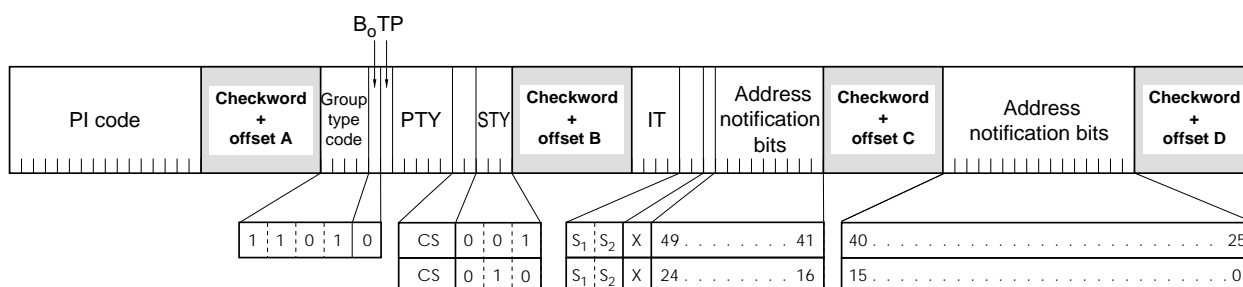 B₀TP
PI code
Checkword
+
offset A
Group
type
code
PTY
STY
Checkword
+
offset B
IT
Address
notification
bits
Checkword
+
offset C
Address
notification bits
Checkword
+
offset D
1 1 0 1 0
CS 0 0 1
S₁ S₂ X 49 . . . . . . . . 41
40 . . . . . . . . . . . . . . . . . . . . . . . . . . . . 25
CS 0 1 0
S₁ S₂ X 24 . . . . . . . . 16
15 . . . . . . . . . . . . . . . . . . . . . . . . . . . . 0